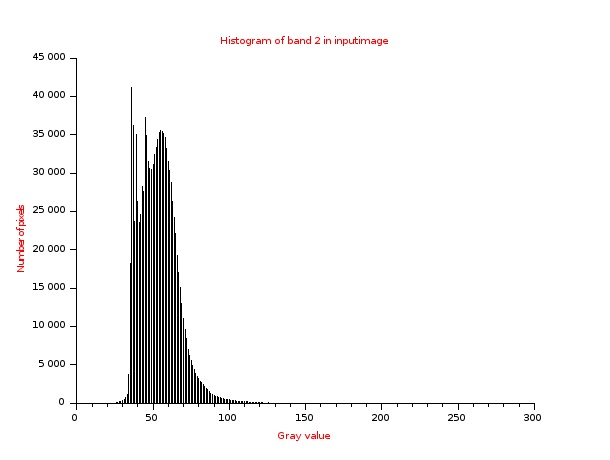 Histogram of band 2 in inputimage
45 000
40 000
35 000
30 000
25 000
20 000
15 000
10 000
5 000
0
Number of pixels
0 50 100 150 200 250 300
Gray value